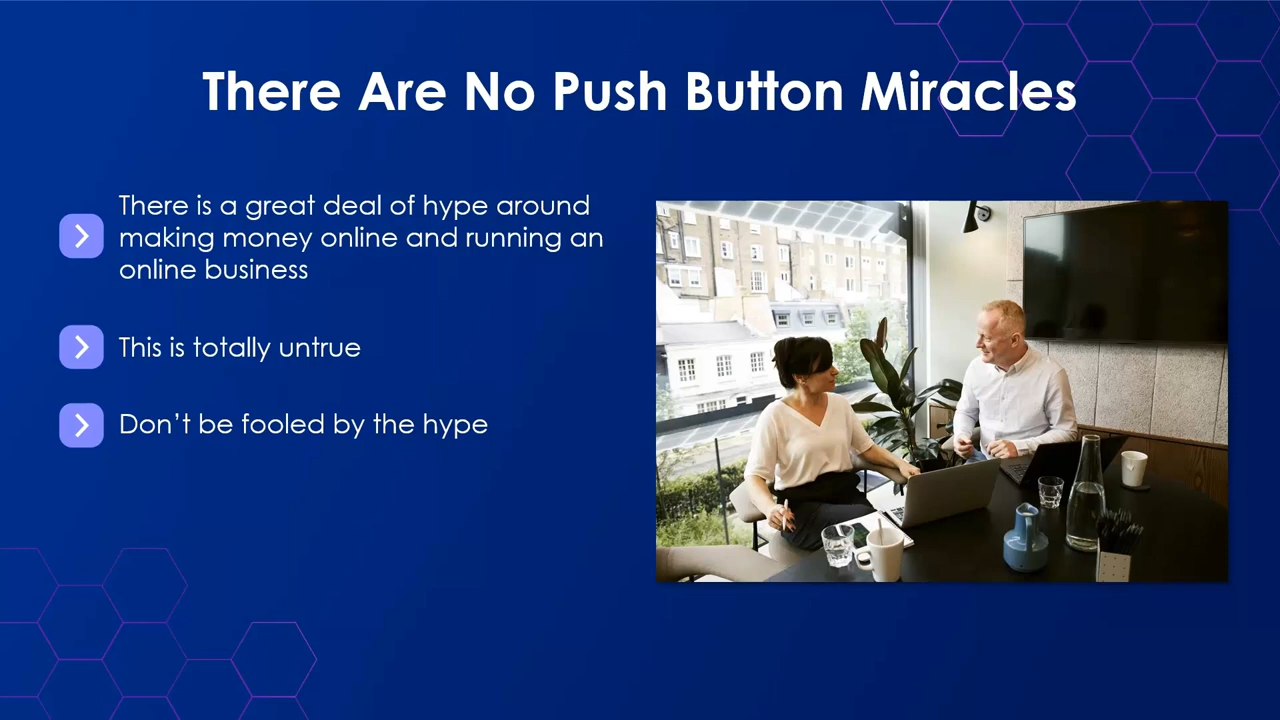 There Are No Push Button Miracles
There is a great deal of hype around
making money online and running an
online business
This is totally untrue
Don’t be fooled by the hype